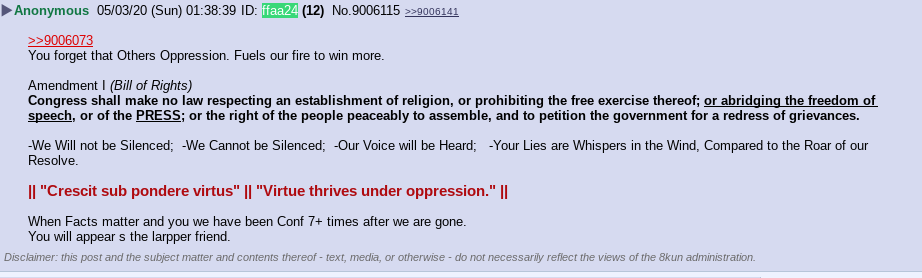 ▶Anonymous 05/03/20 (Sun) 01:38:39 ID: ffaa24 (12) No.9006115 >>9006141
>>9006073
You forget that Others Oppression. Fuels our fire to win more.
Amendment I (Bill of Rights)
Congress shall make no law respecting an establishment of religion, or prohibiting the free exercise thereof; or abridging the freedom of
speech, or of the PRESS; or the right of the people peaceably to assemble, and to petition the government for a redress of grievances.
-We Will not be Silenced; -We Cannot be Silenced; -Our Voice will be Heard; -Your Lies are Whispers in the Wind, Compared to the Roar of our
Resolve.
|| "Crescit sub pondere virtus" || "Virtue thrives under oppression." ||
When Facts matter and you we have been Conf 7+ times after we are gone.
You will appear s the larpper friend.
Disclaimer: this post and the subject matter and contents thereof - text, media, or otherwise - do not necessarily reflect the views of the 8kun administration.